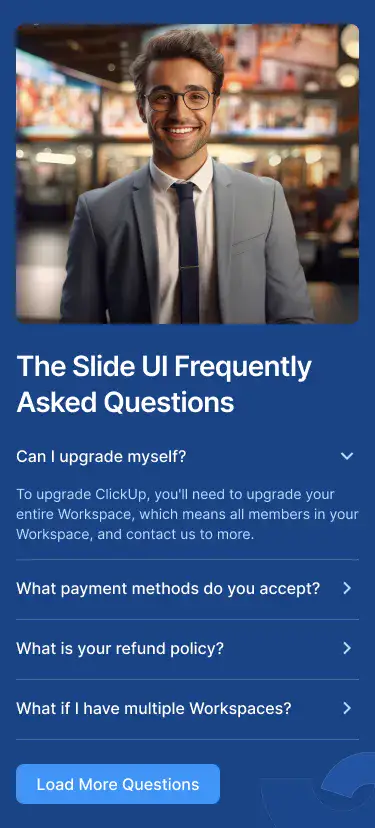 The Slide UI Frequently
Asked Questions
Can I upgrade myself?
To upgrade ClickUp, you'll need to upgrade your
entire Workspace, which means all members in your
Workspace, and contact us to more.
What payment methods do you accept?
What is your refund policy?
What if I have multiple Workspaces?
Load More Questions